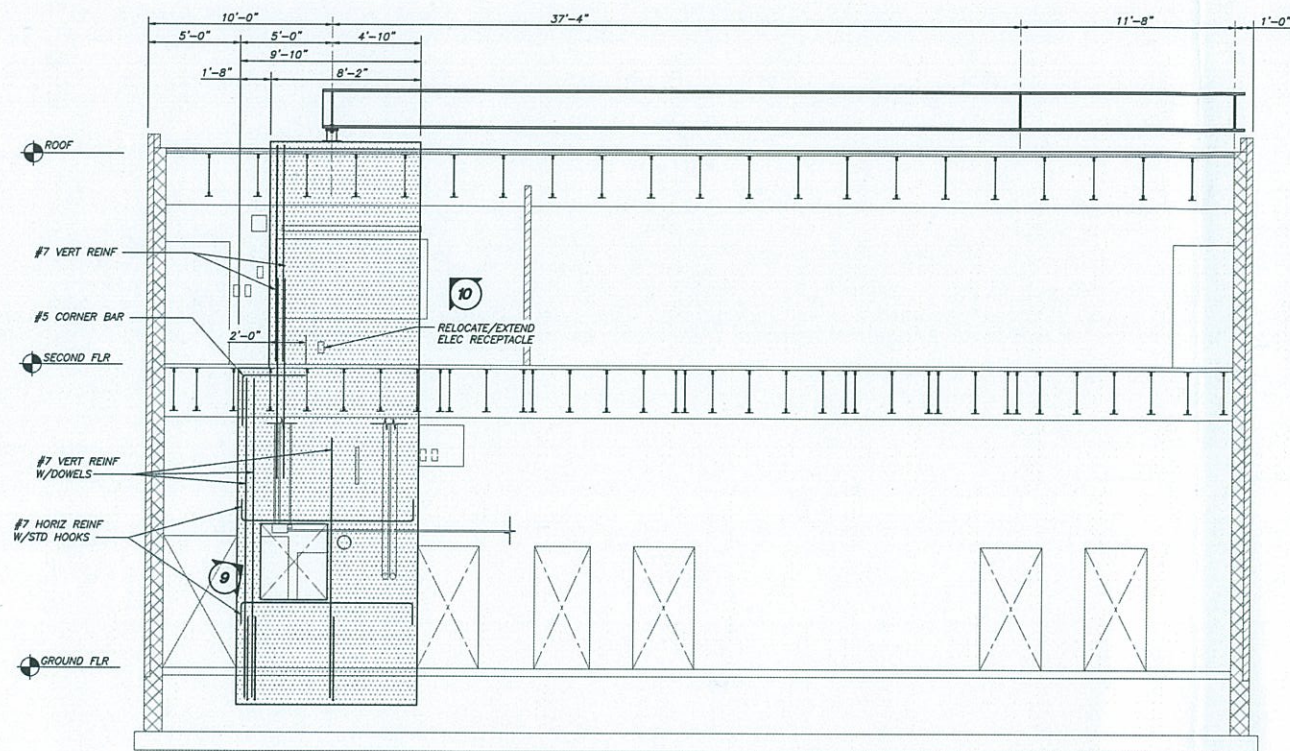 10'-0" 37'-4" 11'-8" 1'-0"
5'-0" 5'-0" 4'-10"
9'-10"
1'-8" 8'-2"
ROOF
#7 VERT REINF
10
#5 CORNER BAR
RELOCATE/EXTEND
ELEC RECEPTACLE
2'-0"
SECOND FLR
#7 VERT REINF
W/DOWELS
#7 HORIZ REINF
W/STD HOOKS
9
GROUND FLR